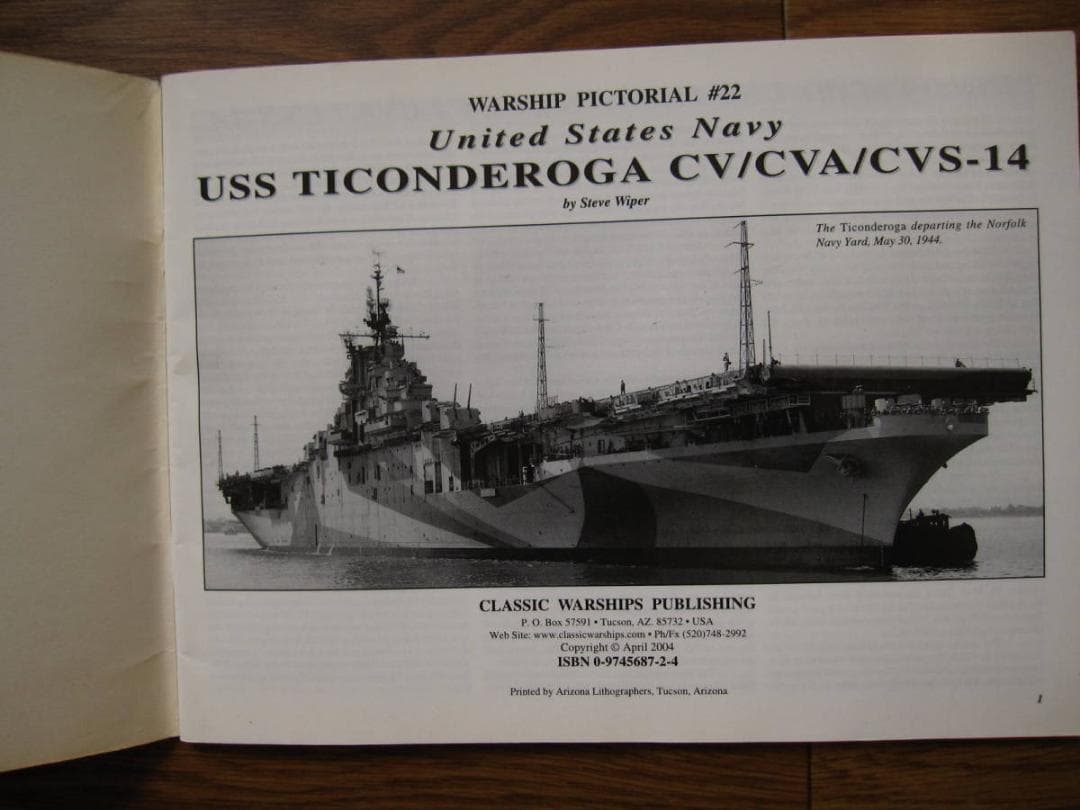 WARSHIP PICTORIAL #22
United States Navy
USS TICONDEROGA CV/CVA/CVS-14
by Steve Wiper
The Ticonderoga departing the Norfolk
Navy Yard, May 30, 1944.
CLASSIC WARSHIPS PUBLISHING
P. O. Box 57591 • Tucson, AZ. 85732 • USA
Web Site: www.classicwarships.com • Ph/Fx (520)748-2992
Copyright © April 2004
ISBN 0-9745687-2-4
Printed by Arizona Lithographers, Tucson, Arizona
1